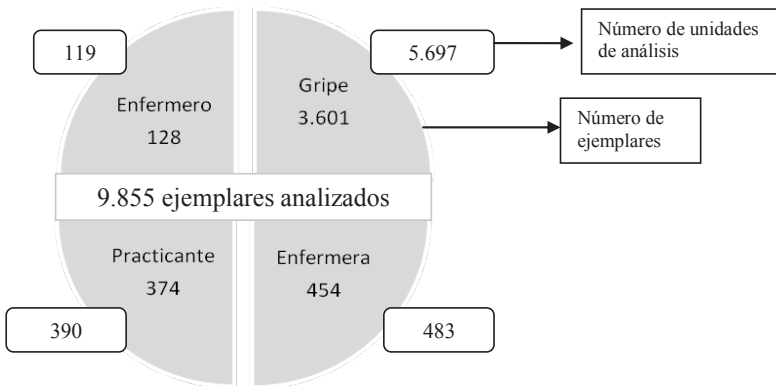 119
5.697
Número de unidades
de análisis
Enfermero
128
Gripe
3.601
Número de
ejemplares
9.855 ejemplares analizados
Practicante
374
Enfermera
454
390
483